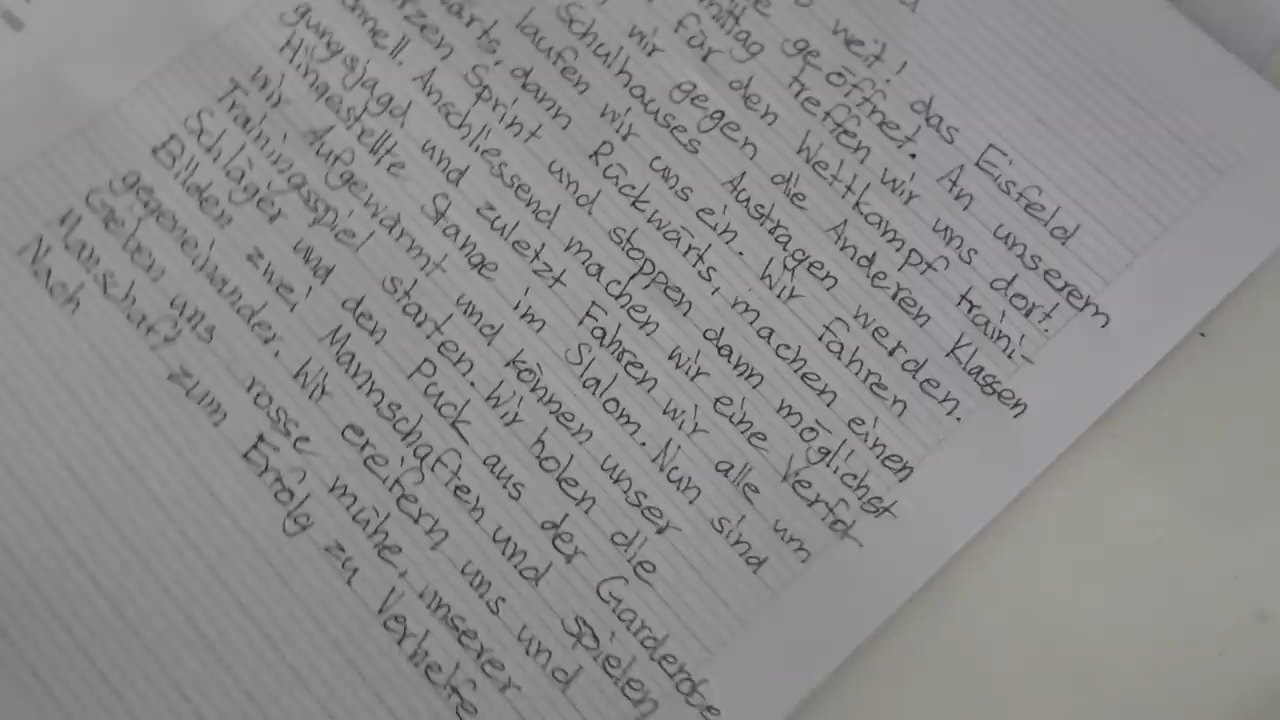 weit! das Eisfeld
geöffnet. An unserem
mittag treffen wir uns dort.
für den Wettkampf traini-
wir gegen die Anderen Klassen
Schulhauses Austragen werden.
laufen wir uns ein. Wir fahren
wärts, dann Rückwärts, machen einen
rzen Sprint und stoppen dann möglichst
hnell. Anschliessend machen wir eine Verfol-
gungsjagd und zuletzt Fahren wir alle um
Hingestellte Stange im Slalom. Nun sind
wir Aufgewärmt und können unser
Trainingsspiel starten. Wir holen die
Schläger und den Puck aus der Garderobe
Bilden zwei Mannschaften und spielen
gegeneinander. Wir ereifern uns und
Geben uns rosse mühe, unserer
Manschaft zum Erfolg zu Verhelfe
Nach